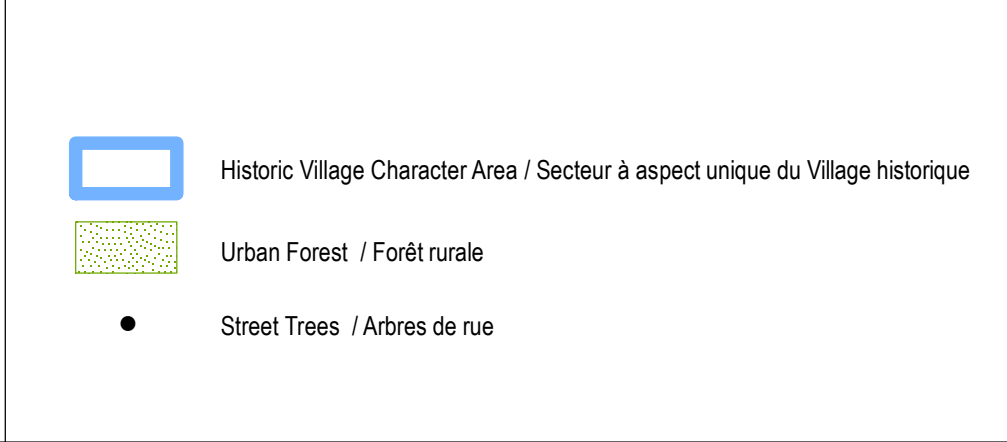 Historic Village Character Area / Secteur à aspect unique du Village historique
Urban Forest / Forêt rurale
Street Trees / Arbres de rue